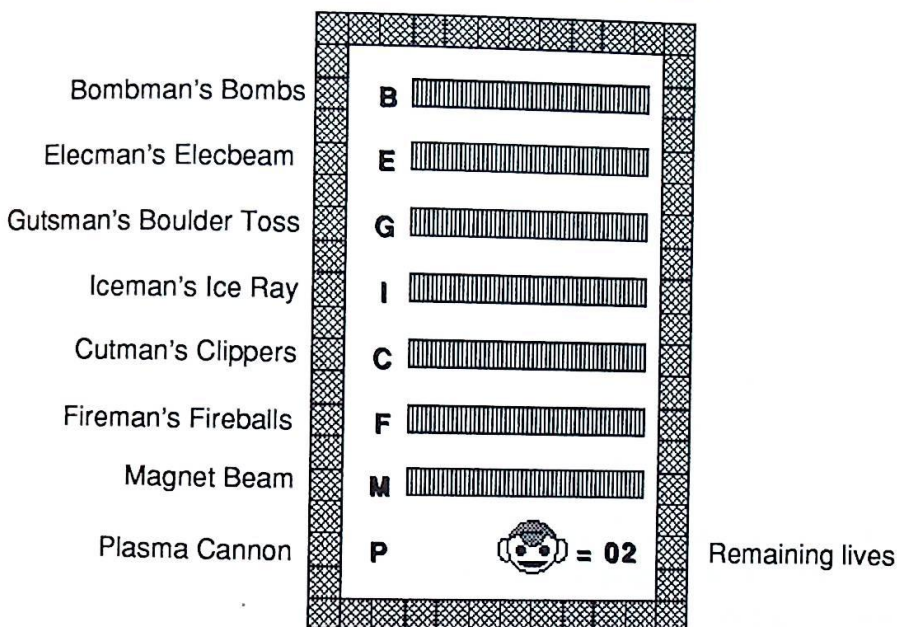 Bombman's Bombs B
Elecman's Elecbeam E
Gutsman's Boulder Toss G
Iceman's Ice Ray I
Cutman's Clippers C
Fireman's Fireballs F
Magnet Beam M
Plasma Cannon P = 02 Remaining lives